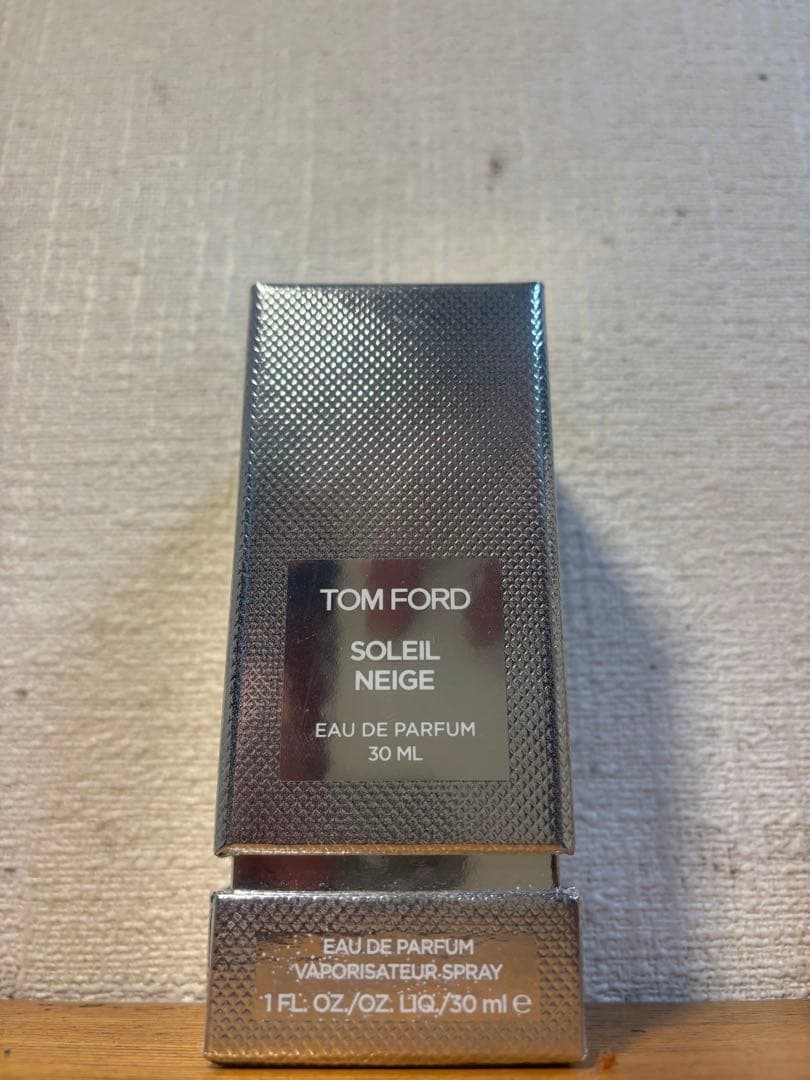 TOM FORD
SOLEIL
NEIGE
EAU DE PARFUM
30 ML
EAU DE PARFUM
VAPORISATEUR SPRAY
1 FL. OZ./OZ. LIQ./30 ml ℮